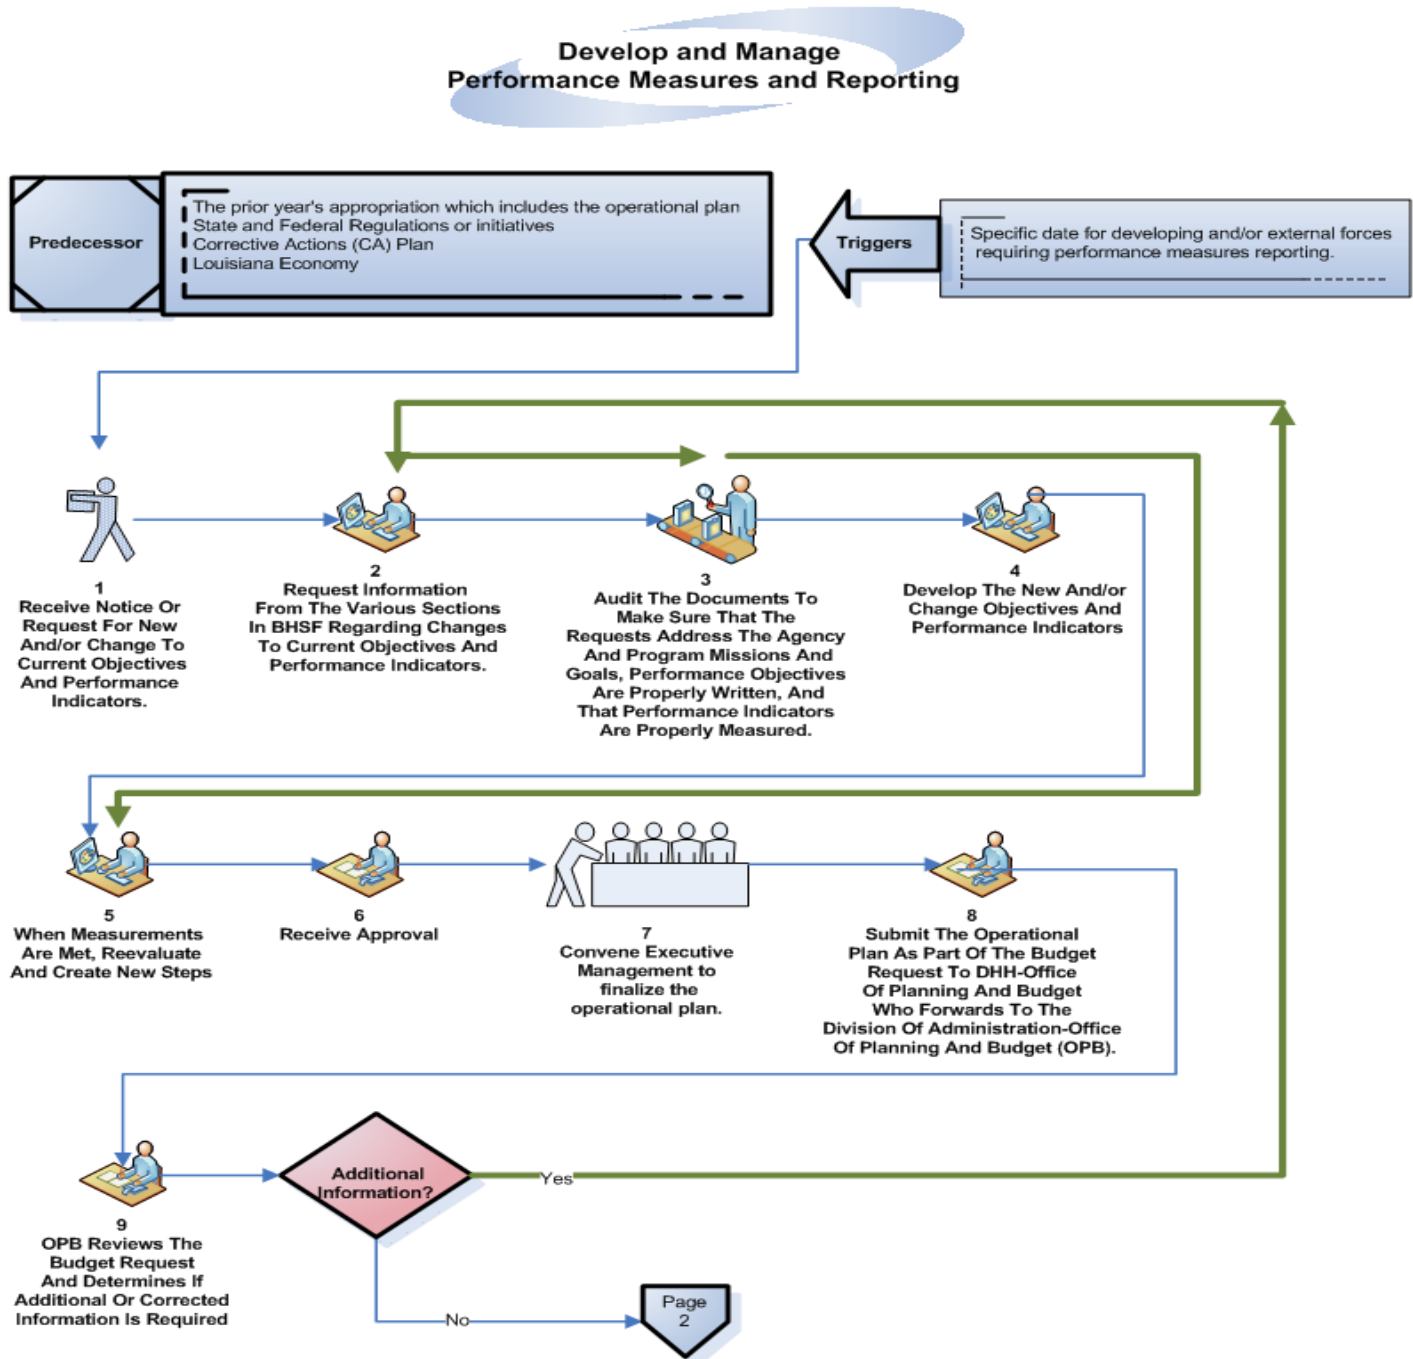 Develop and Manage
Performance Measures and Reporting
Predecessor
The prior year's appropriation which includes the operational plan
State and Federal Regulations or initiatives
Corrective Actions (CA) Plan
Louisiana Economy
Triggers
Specific date for developing and/or external forces
requiring performance measures reporting.
1
Receive Notice Or
Request For New
And/or Change To
Current Objectives
And Performance
Indicators.
2
Request Information
From The Various Sections
In BHSF Regarding Changes
To Current Objectives And
Performance Indicators.
3
Audit The Documents To
Make Sure That The
Requests Address The Agency
And Program Missions And
Goals, Performance Objectives
Are Properly Written, And
That Performance Indicators
Are Properly Measured.
4
Develop The New And/or
Change Objectives And
Performance Indicators
5
When Measurements
Are Met, Reevaluate
And Create New Steps
6
Receive Approval
7
Convene Executive
Management to
finalize the
operational plan.
8
Submit The Operational
Plan As Part Of The Budget
Request To DHH-Office
Of Planning And Budget
Who Forwards To The
Division Of Administration-Office
Of Planning And Budget (OPB).
9
OPB Reviews The
Budget Request
And Determines If
Additional Or Corrected
Information Is Required
Additional
Information?
Yes
No
Page
2